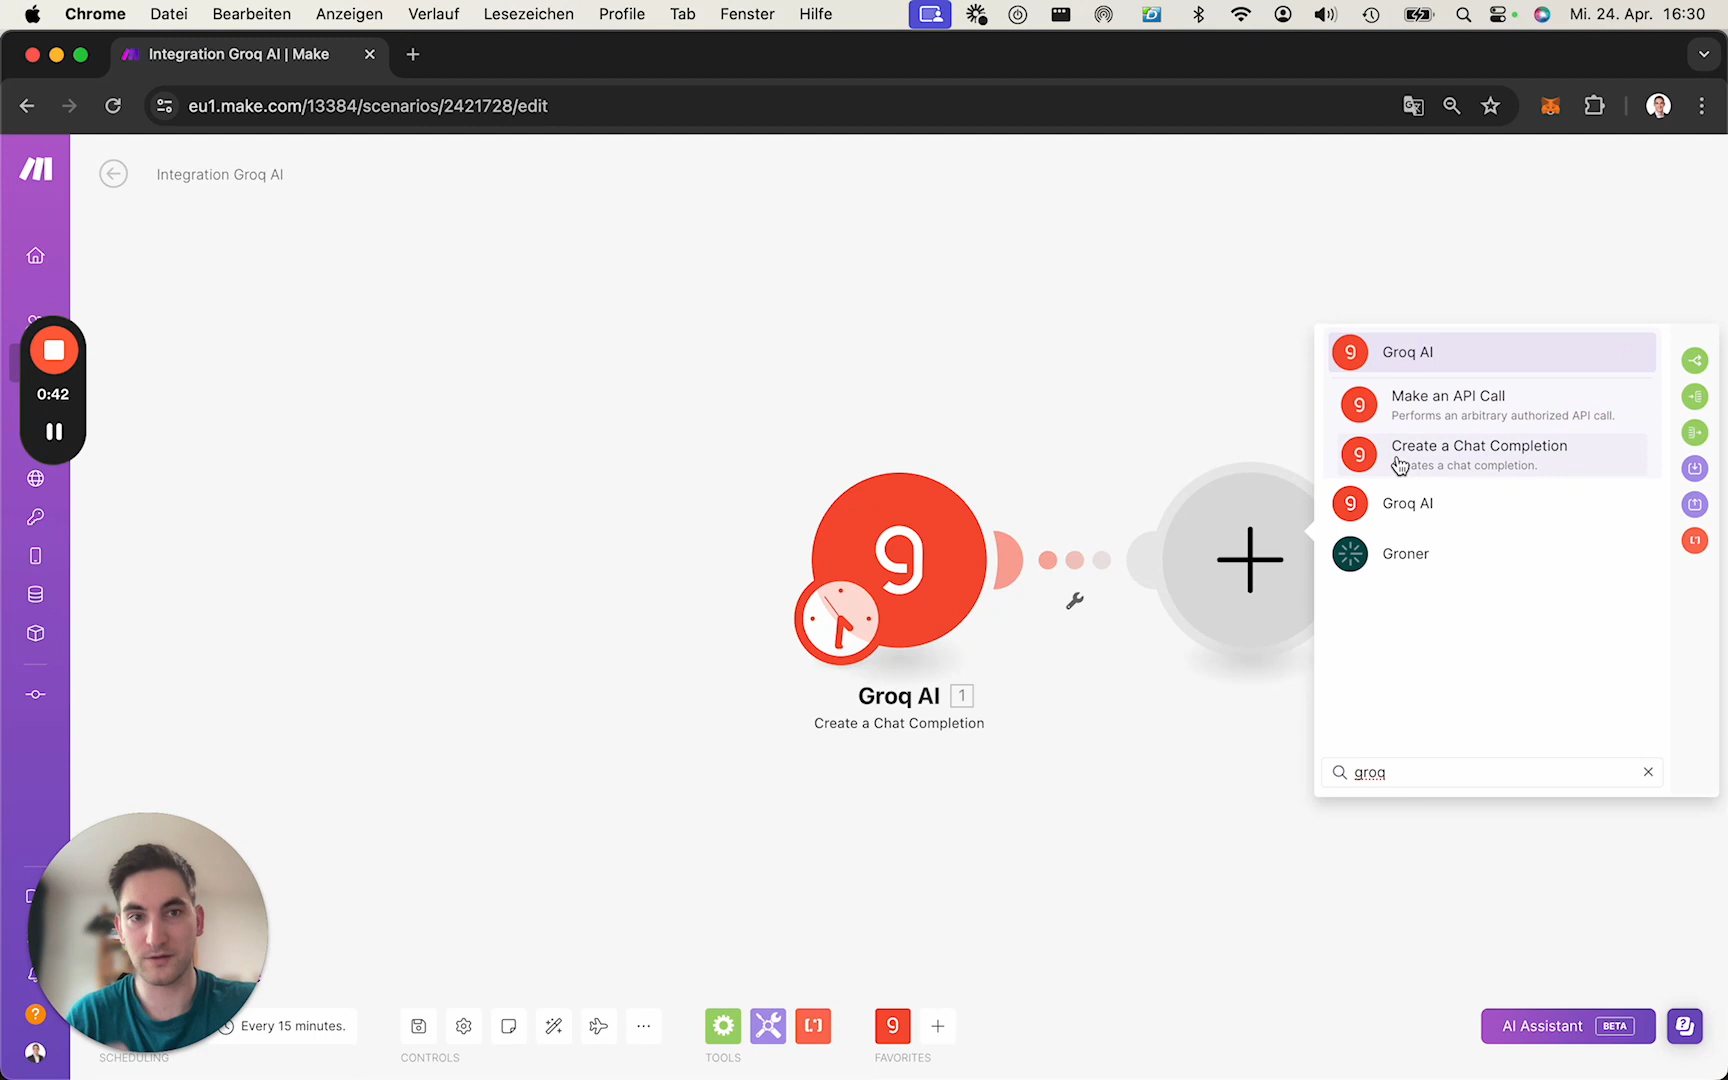 Chrome Datei Bearbeiten Anzeigen Verlauf Lesezeichen Profile Tab Fenster Hilfe Mi. 24. Apr. 16:30
Integration Groq AI | Make
eu1.make.com/13384/scenarios/2421728/edit
Integration Groq AI
0:42
Groq AI
Make an API Call
Performs an arbitrary authorized API call.
Create a Chat Completion
ates a chat completion.
Groq AI
Groner
groq
Groq AI 1
Create a Chat Completion
Every 15 minutes.
SCHEDULING
CONTROLS
TOOLS
FAVORITES
AI Assistant BETA